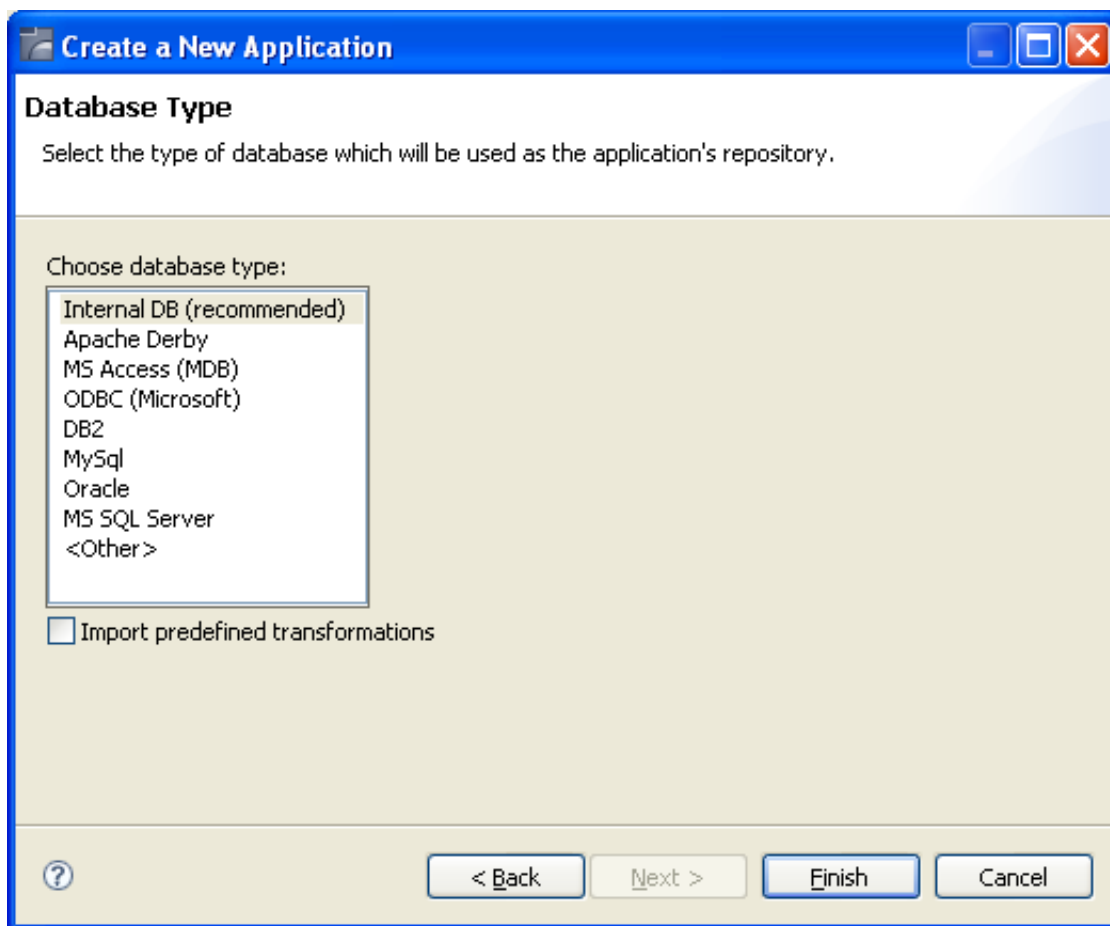 Create a New Application
Database Type
Select the type of database which will be used as the application's repository.
Choose database type:
Internal DB (recommended)
Apache Derby
MS Access (MDB)
ODBC (Microsoft)
DB2
MySql
Oracle
MS SQL Server
<Other>
Import predefined transformations
?
< Back
Next >
Finish
Cancel